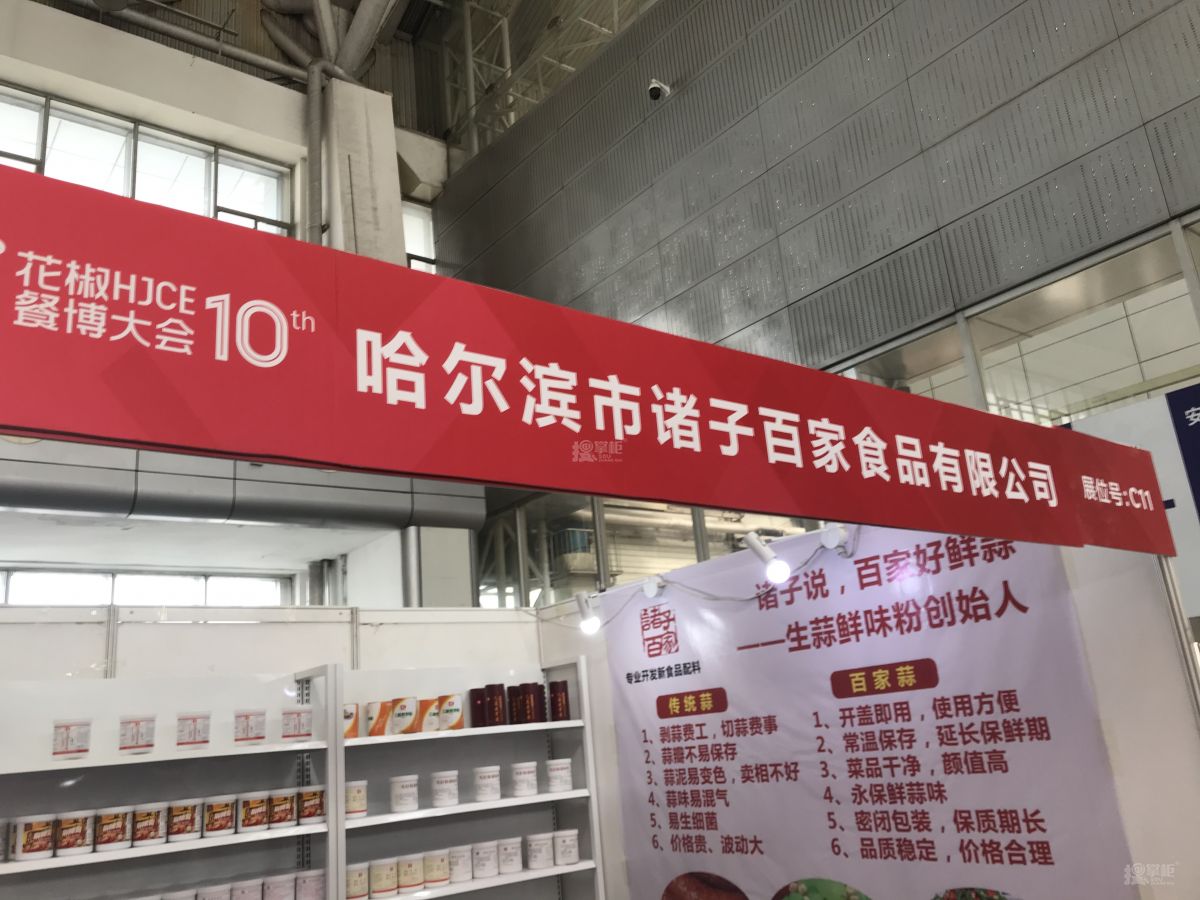 花椒HJCE
餐博大会
10th
哈尔滨市诸子百家食品有限公司
展位号:C11
安
諸子
百家
专业开发新食品配料
诸子说，百家好鲜蒜
——生蒜鲜味粉创始人
传统蒜
1、剥蒜费工，切蒜费事
2、蒜瓣不易保存
3、蒜泥易变色，卖相不好
4、蒜味易混气
5、易生细菌
6、价格贵、波动大
百家蒜
1、开盖即用，使用方便
2、常温保存，延长保鲜期
3、菜品干净，颜值高
4、永保鲜蒜味
5、密闭包装，保质期长
6、品质稳定，价格合理
搜掌柜
搜掌柜